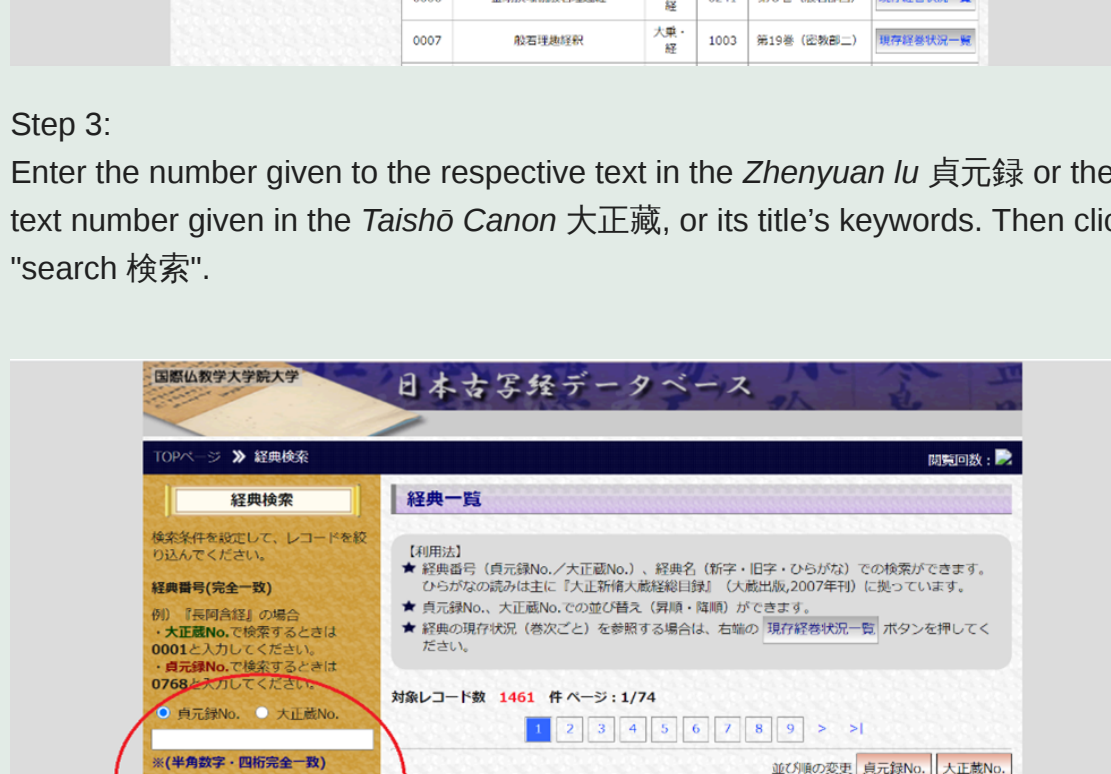 経
0007 般若理趣経釈 大乗・経 1003 第19巻（密教部二） 現存経巻状況一覧
Step 3:
Enter the number given to the respective text in the Zhenyuan lu 貞元録 or the
text number given in the Taishō Canon 大正藏, or its title’s keywords. Then clic
"search 検索".
国際仏教学大学院大学
日本古写経データベース
TOPページ 経典検索
閲覧回数 :
経典検索
検索条件を設定して、レコードを絞
り込んでください。
経典番号(完全一致)
例）『長阿含経』の場合
・大正蔵No.で検索するときは
0001と入力してください。
・貞元録No.で検索するときは
0768と入力してください。
貞元録No. 大正蔵No.
※(半角数字・四桁完全一致)
経典一覧
【利用法】
★ 経典番号（貞元録No.／大正蔵No.）、経典名（新字・旧字・ひらがな）での検索ができます。
ひらがなの読みは主に『大正新脩大蔵経総目録』（大蔵出版,2007年刊）に拠っています。
★ 貞元録No.、大正蔵No.での並び替え（昇順・降順）ができます。
★ 経典の現存状況（巻次ごと）を参照する場合は、右端の 現存経巻状況一覧 ボタンを押してく
ださい。
対象レコード数 1461 件 ページ : 1/74
1 2 3 4 5 6 7 8 9 > >|
並び順の変更 貞元録No. 大正蔵No.